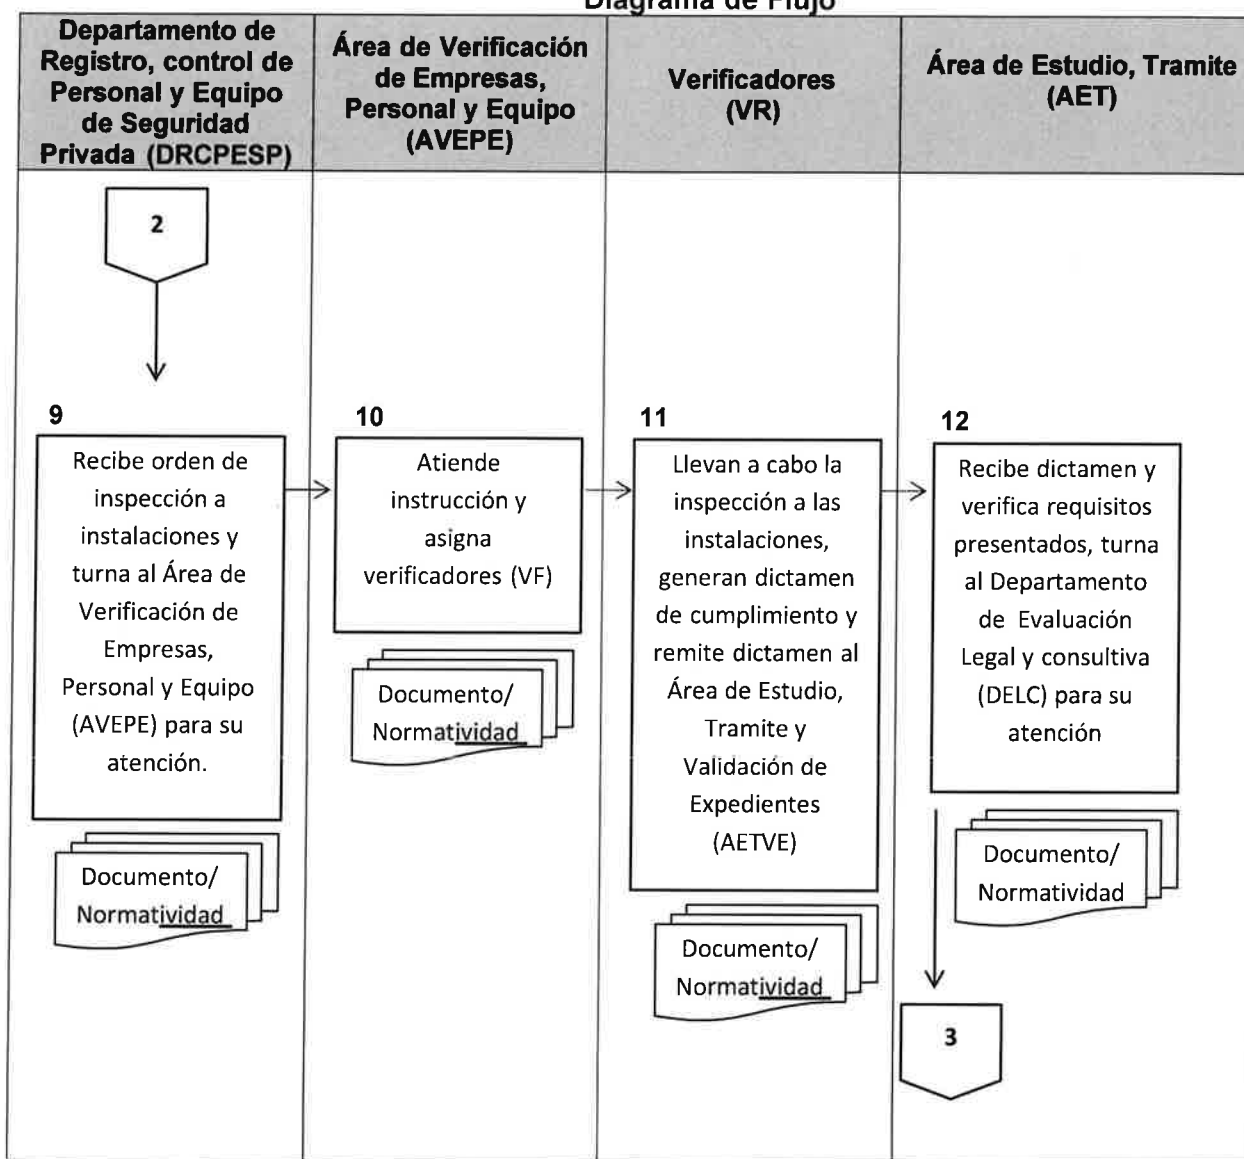 Diagrama de Flujo
Departamento de
Registro, control de
Personal y Equipo
de Seguridad
Privada (DRCPESP)
Área de Verificación
de Empresas,
Personal y Equipo
(AVEPE)
Verificadores
(VR)
Área de Estudio, Tramite
(AET)
2
9
Recibe orden de
inspección a
instalaciones y
turna al Área de
Verificación de
Empresas,
Personal y Equipo
(AVEPE) para su
atención.
Documento/
Normatividad
10
Atiende
instrucción y
asigna
verificadores (VF)
Documento/
Normatividad
11
Llevan a cabo la
inspección a las
instalaciones,
generan dictamen
de cumplimiento y
remite dictamen al
Área de Estudio,
Tramite y
Validación de
Expedientes
(AETVE)
Documento/
Normatividad
12
Recibe dictamen y
verifica requisitos
presentados, turna
al Departamento
de Evaluación
Legal y consultiva
(DELC) para su
atención
Documento/
Normatividad
3